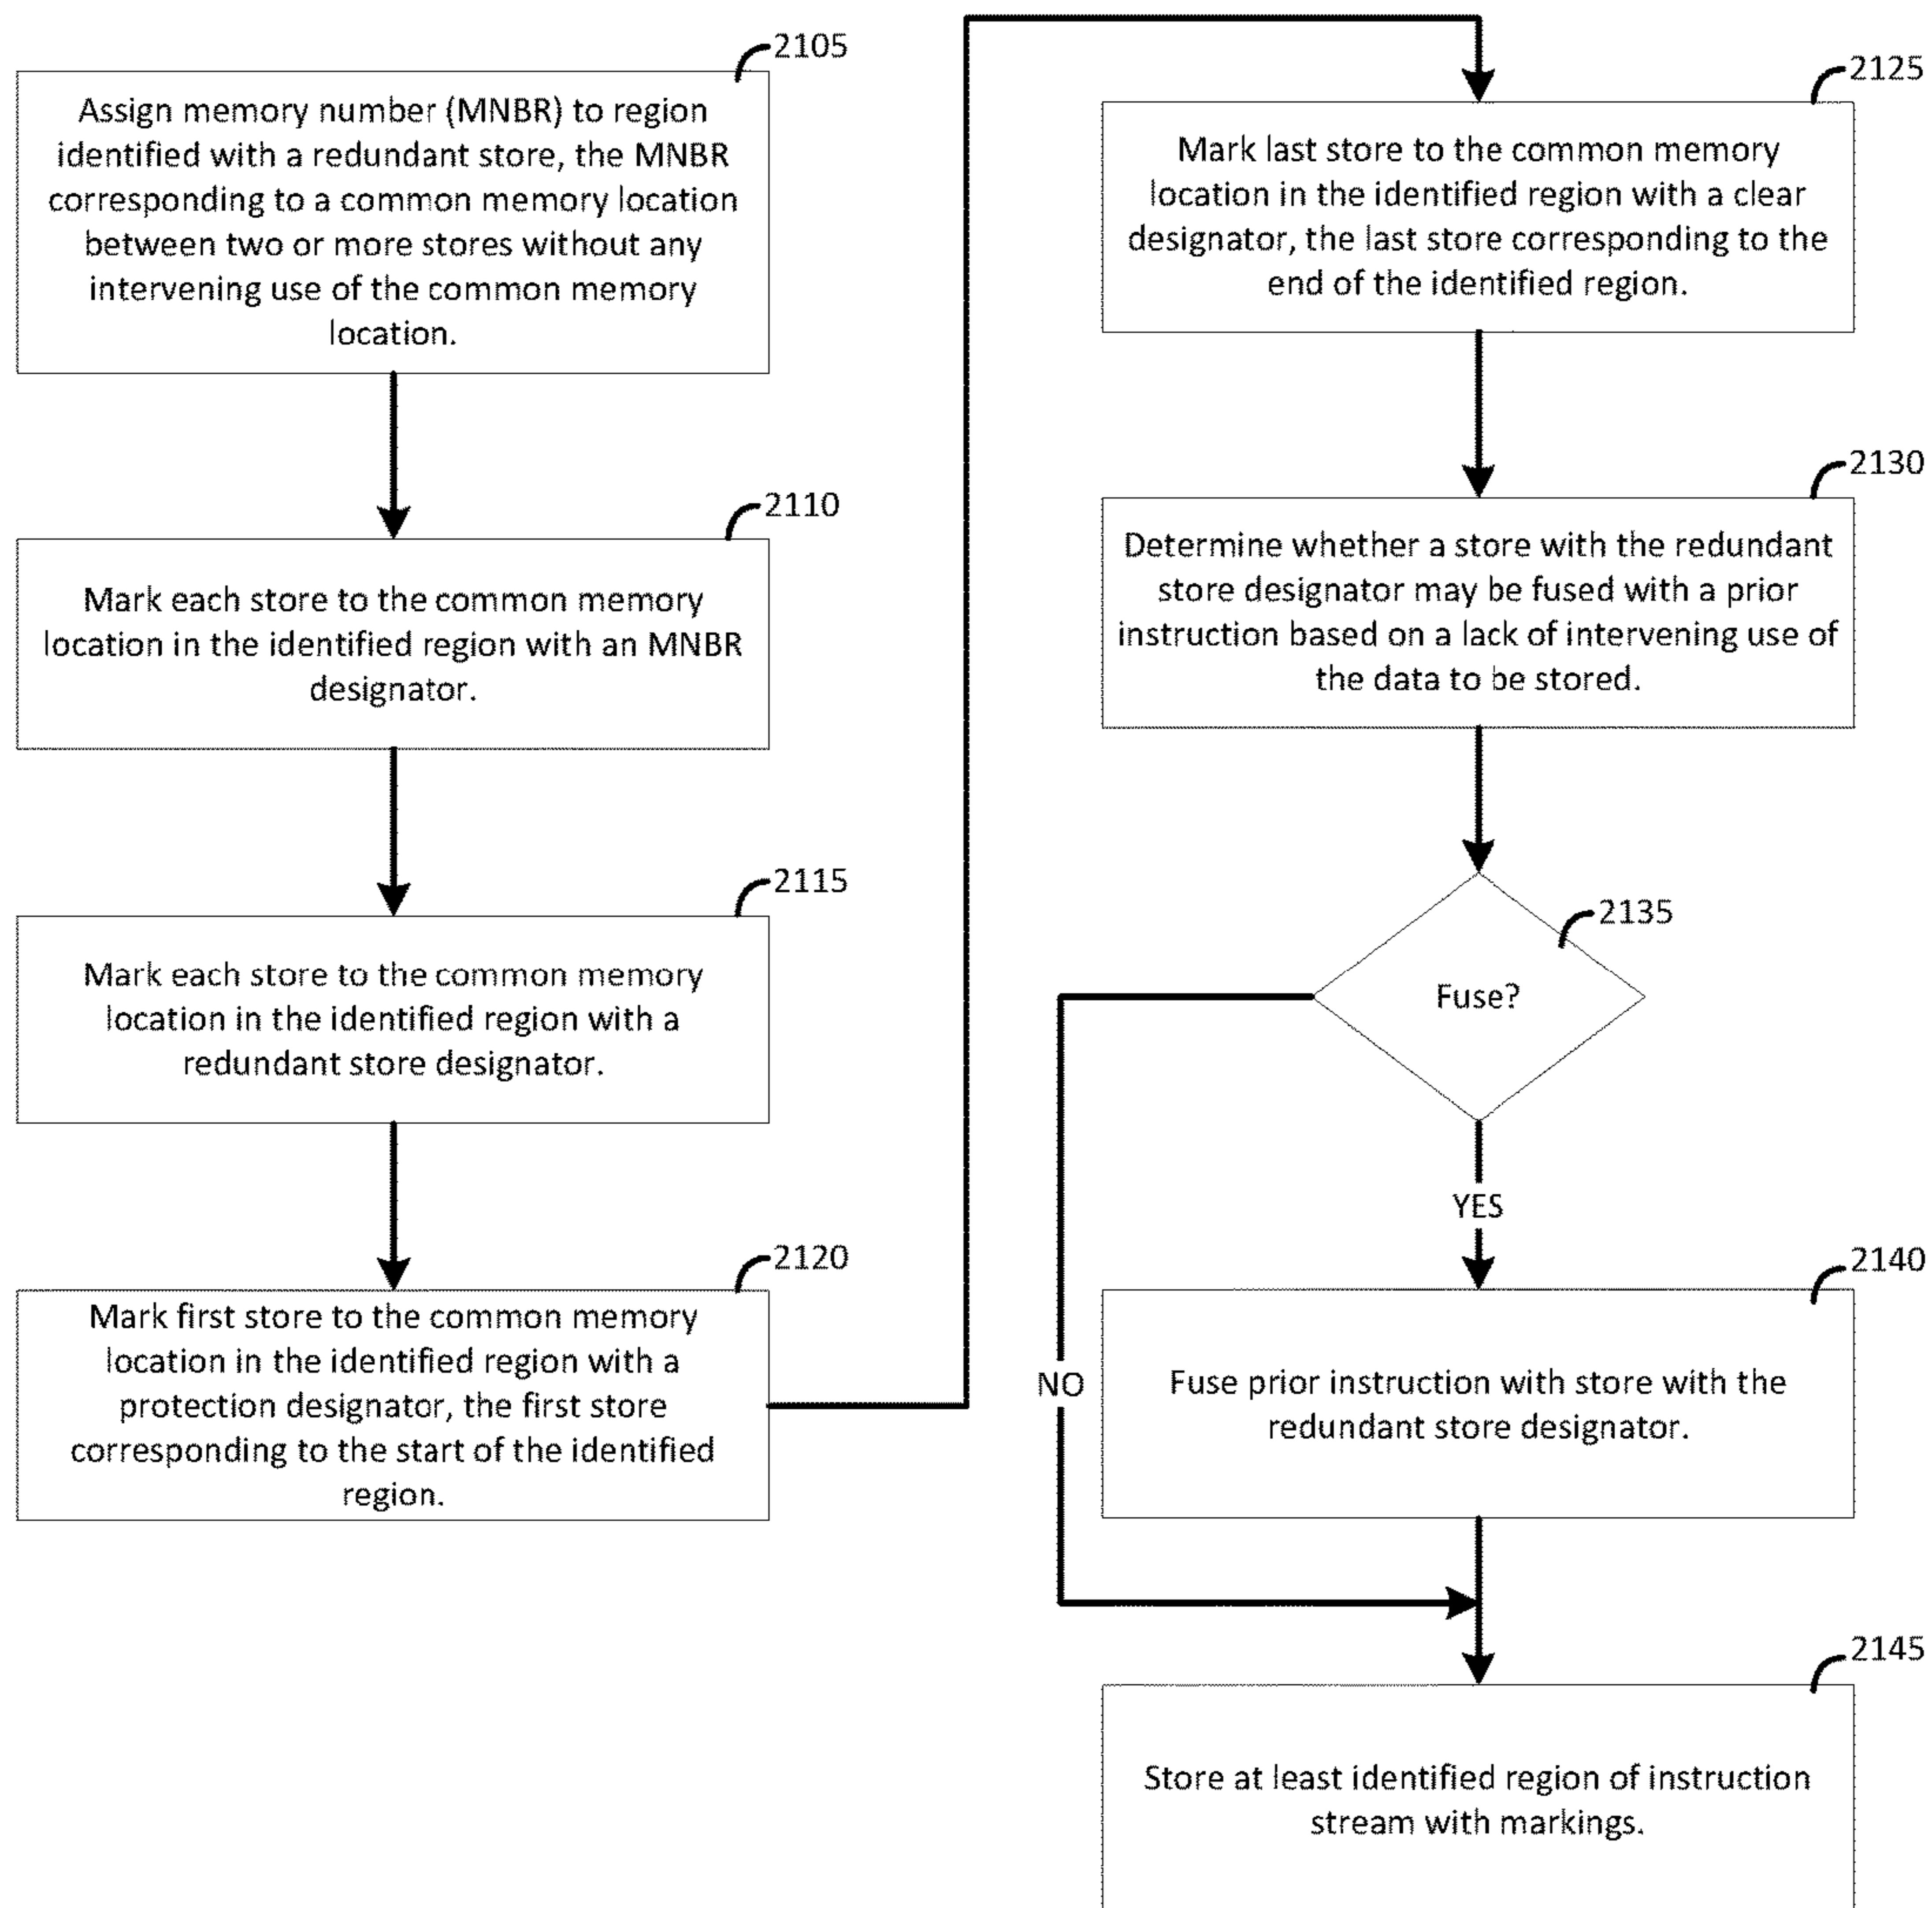 2105
Assign memory number (MNBR) to region
identified with a redundant store, the MNBR
corresponding to a common memory location
between two or more stores without any
intervening use of the common memory
location.
2110
Mark each store to the common memory
location in the identified region with an MNBR
designator.
2115
Mark each store to the common memory
location in the identified region with a
redundant store designator.
2120
Mark first store to the common memory
location in the identified region with a
protection designator, the first store
corresponding to the start of the identified
region.
2125
Mark last store to the common memory
location in the identified region with a clear
designator, the last store corresponding to the
end of the identified region.
2130
Determine whether a store with the redundant
store designator may be fused with a prior
instruction based on a lack of intervening use of
the data to be stored.
2135
Fuse?
YES
NO
2140
Fuse prior instruction with store with the
redundant store designator.
2145
Store at least identified region of instruction
stream with markings.